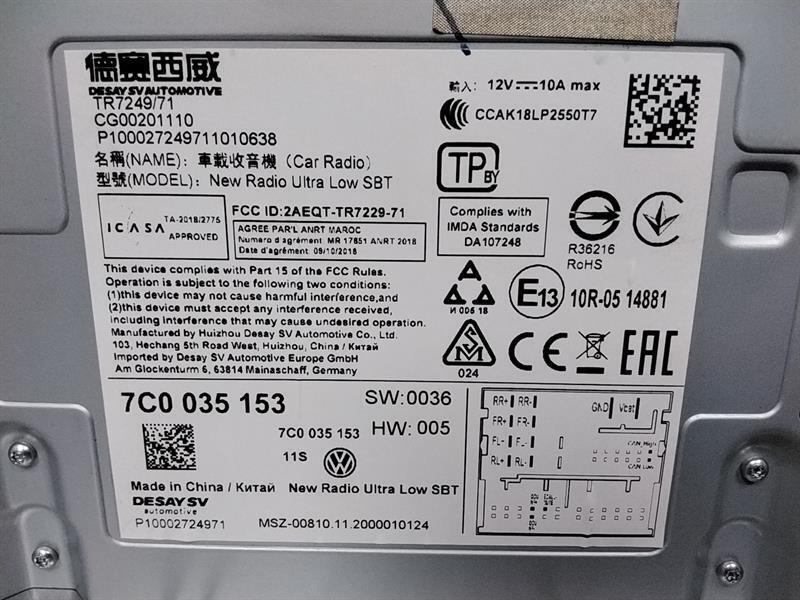 德赛西威
DESAY SV AUTOMOTIVE
TR7249/71
CG00201110
P100027249711010638
名稱(NAME): 車載收音機 (Car Radio)
型號(MODEL): New Radio Ultra Low SBT
輸入: 12V 10A max
CCAK18LP2550T7
TP BY
ICASA
TA-2018/2775
APPROVED
FCC ID:2AEQT-TR7229-71
AGREE PAR'L ANRT MAROC
Numero d agrément: MR 17851 ANRT 2018
Date d'agrément: 09/10/2018
Complies with
IMDA Standards
DA107248
R36216
RoHS
This device complies with Part 15 of the FCC Rules.
Operation is subject to the following two conditions:
(1)this device may not cause harmful interference,and
(2)this device must accept any interference received,
including interference that may cause undesired operation.
Manufactured by Huizhou Desay SV Automotive Co., Ltd.
103, Hechang 5th Road West, Huizhou, China / Китай
Imported by Desay SV Automotive Europe GmbH
Am Glockenturm 6, 63814 Mainaschaff, Germany
И 005 18
E13 10R-05 14881
024
CE
EAC
7C0 035 153
SW:0036
7C0 035 153
HW: 005
11S
Made in China / Китай
New Radio Ultra Low SBT
DESAY SV
automotive
P10002724971
MSZ-00810.11.2000010124
RR+ RR-
GND Vbat
FR+ FR-
FL- FL-
CAN_High
RL+ RL-
CAN_Low